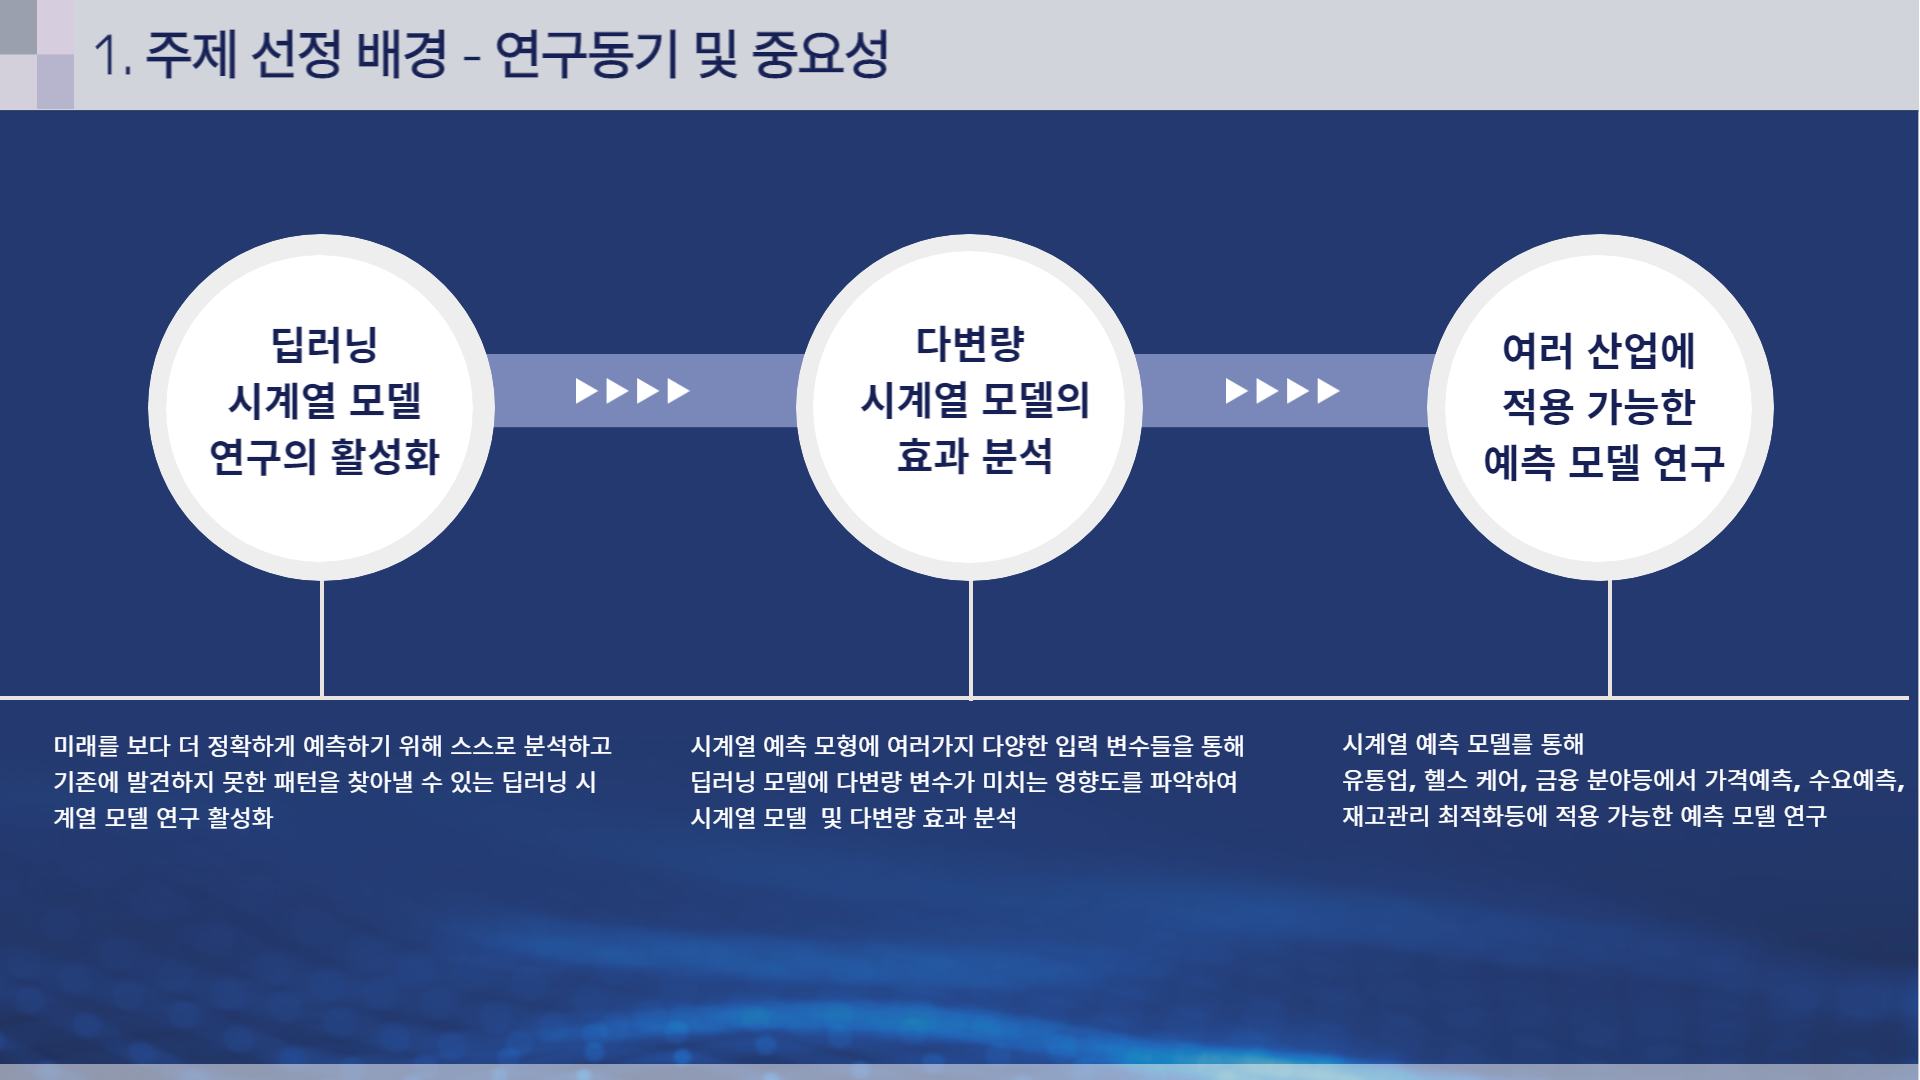 1. 주제 선정 배경 - 연구동기 및 중요성
딥러닝
시계열 모델
연구의 활성화
다변량
시계열 모델의
효과 분석
여러 산업에
적용 가능한
예측 모델 연구
미래를 보다 더 정확하게 예측하기 위해 스스로 분석하고
기존에 발견하지 못한 패턴을 찾아낼 수 있는 딥러닝 시
계열 모델 연구 활성화
시계열 예측 모형에 여러가지 다양한 입력 변수들을 통해
딥러닝 모델에 다변량 변수가 미치는 영향도를 파악하여
시계열 모델  및 다변량 효과 분석
시계열 예측 모델를 통해
유통업, 헬스 케어, 금융 분야등에서 가격예측, 수요예측,
재고관리 최적화등에 적용 가능한 예측 모델 연구